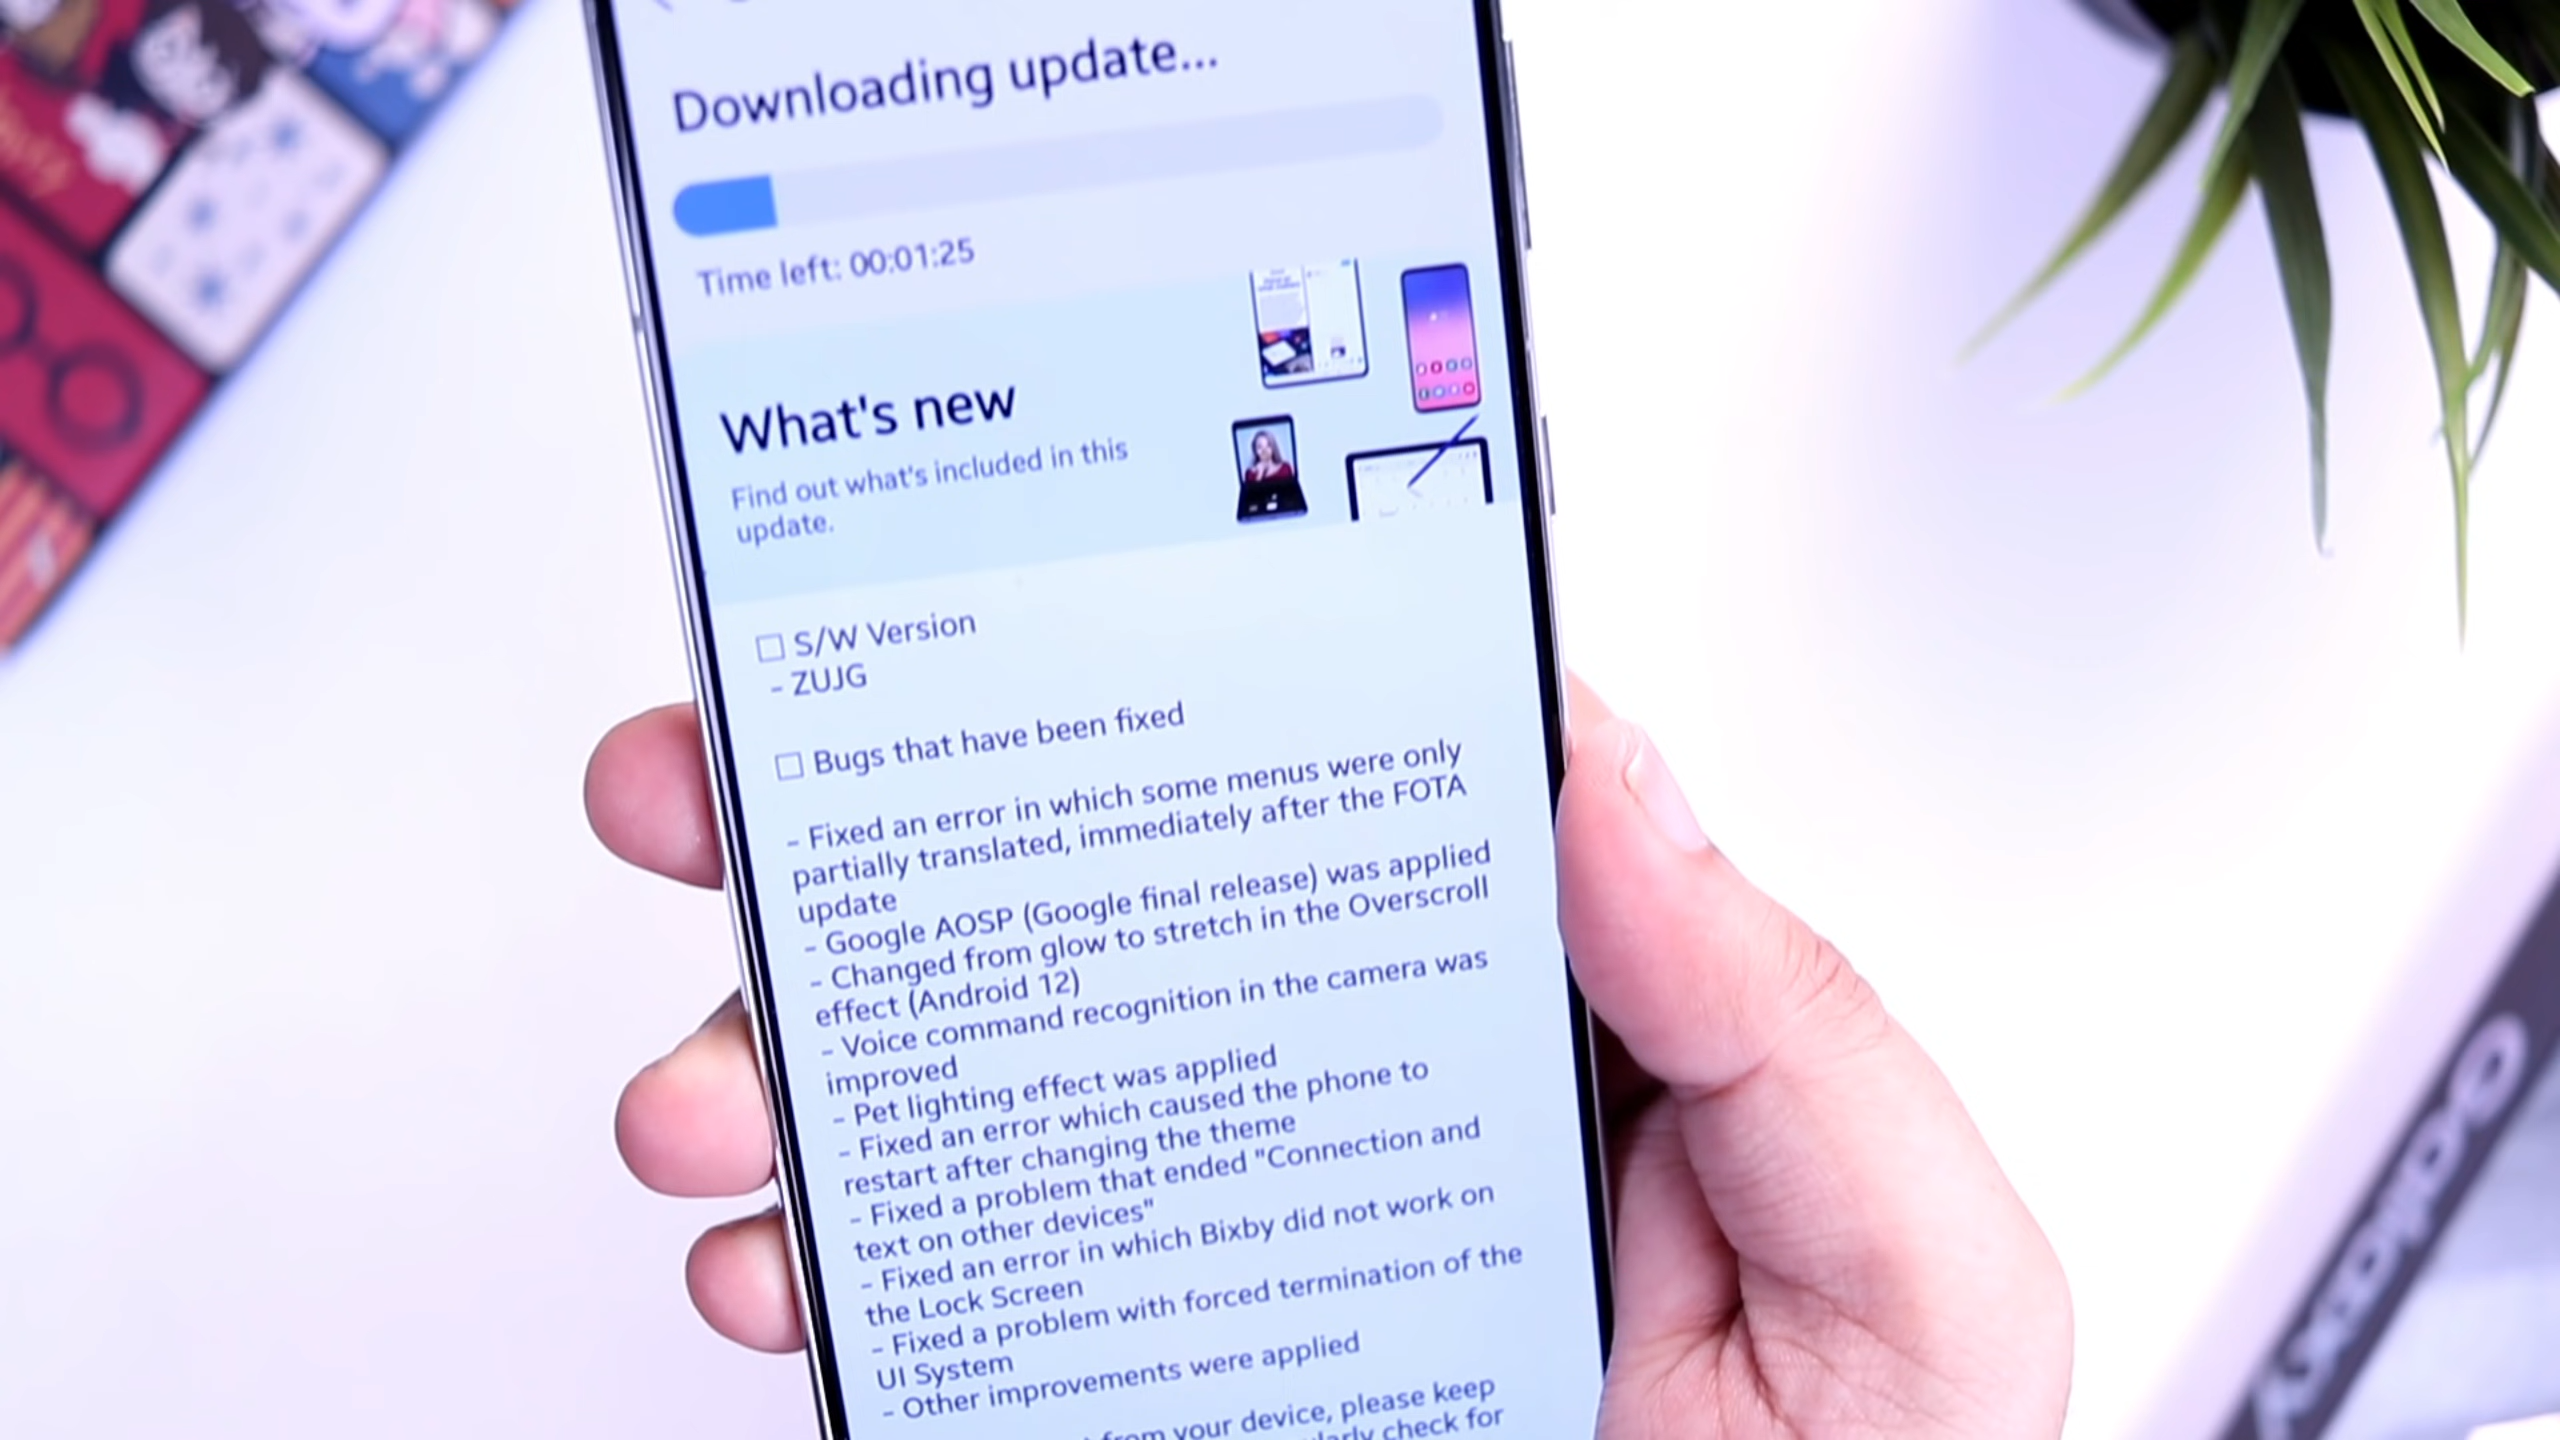 Downloading update...
Time left: 00:01:25
What's new
Find out what's included in this
update.
☐ S/W Version
- ZUJG
☐ Bugs that have been fixed
- Fixed an error in which some menus were only
partially translated, immediately after the FOTA
update
- Google AOSP (Google final release) was applied
- Changed from glow to stretch in the Overscroll
effect (Android 12)
- Voice command recognition in the camera was
improved
- Pet lighting effect was applied
- Fixed an error which caused the phone to
restart after changing the theme
- Fixed a problem that ended "Connection and
text on other devices"
- Fixed an error in which Bixby did not work on
the Lock Screen
- Fixed a problem with forced termination of the
UI System
- Other improvements were applied
from your device, please keep
check for